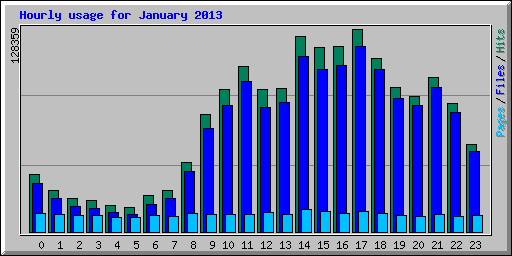 Hourly usage for January 2013
128359
Pages/Files/Hits
0 1 2 3 4 5 6 7 8 9 10 11 12 13 14 15 16 17 18 19 20 21 22 23